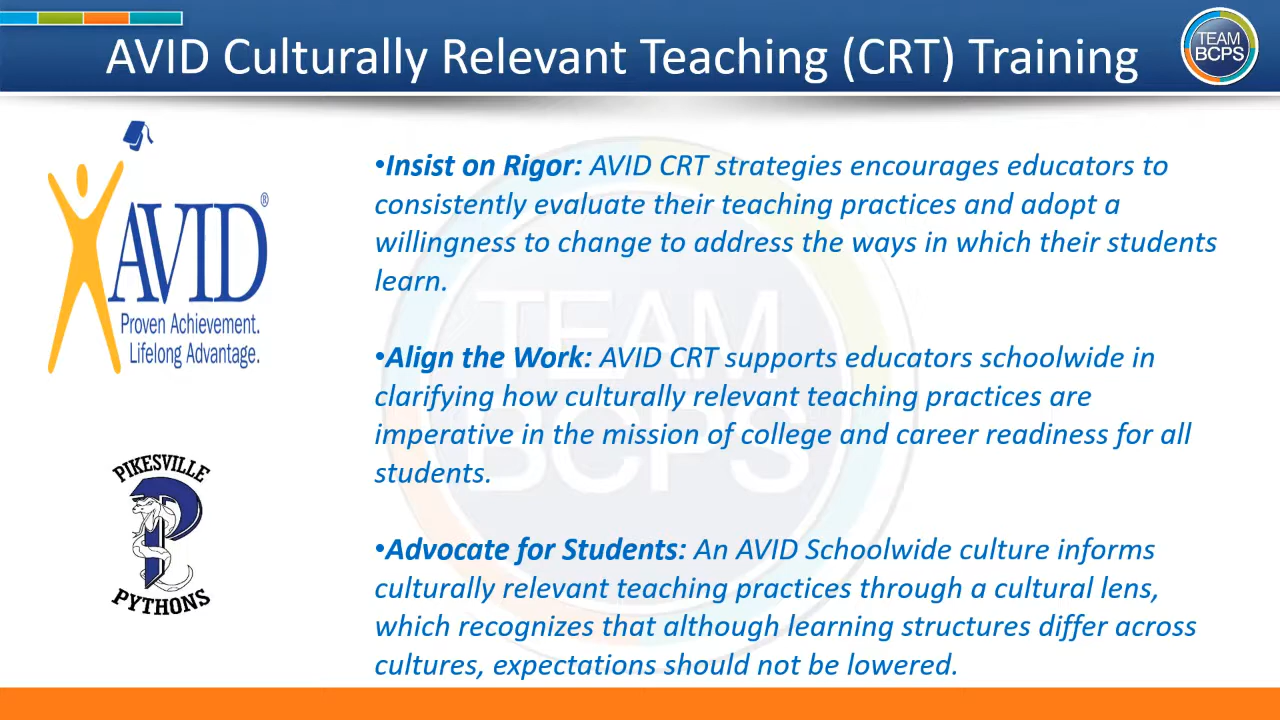 AVID Culturally Relevant Teaching (CRT) Training
TEAM
BCPS
AVID®
Proven Achievement.
Lifelong Advantage.
•Insist on Rigor: AVID CRT strategies encourages educators to
consistently evaluate their teaching practices and adopt a
willingness to change to address the ways in which their students
learn.
•Align the Work: AVID CRT supports educators schoolwide in
clarifying how culturally relevant teaching practices are
imperative in the mission of college and career readiness for all
students.
•Advocate for Students: An AVID Schoolwide culture informs
culturally relevant teaching practices through a cultural lens,
which recognizes that although learning structures differ across
cultures, expectations should not be lowered.
TEAM
BCPS
PIKESVILLE
P
PYTHONS